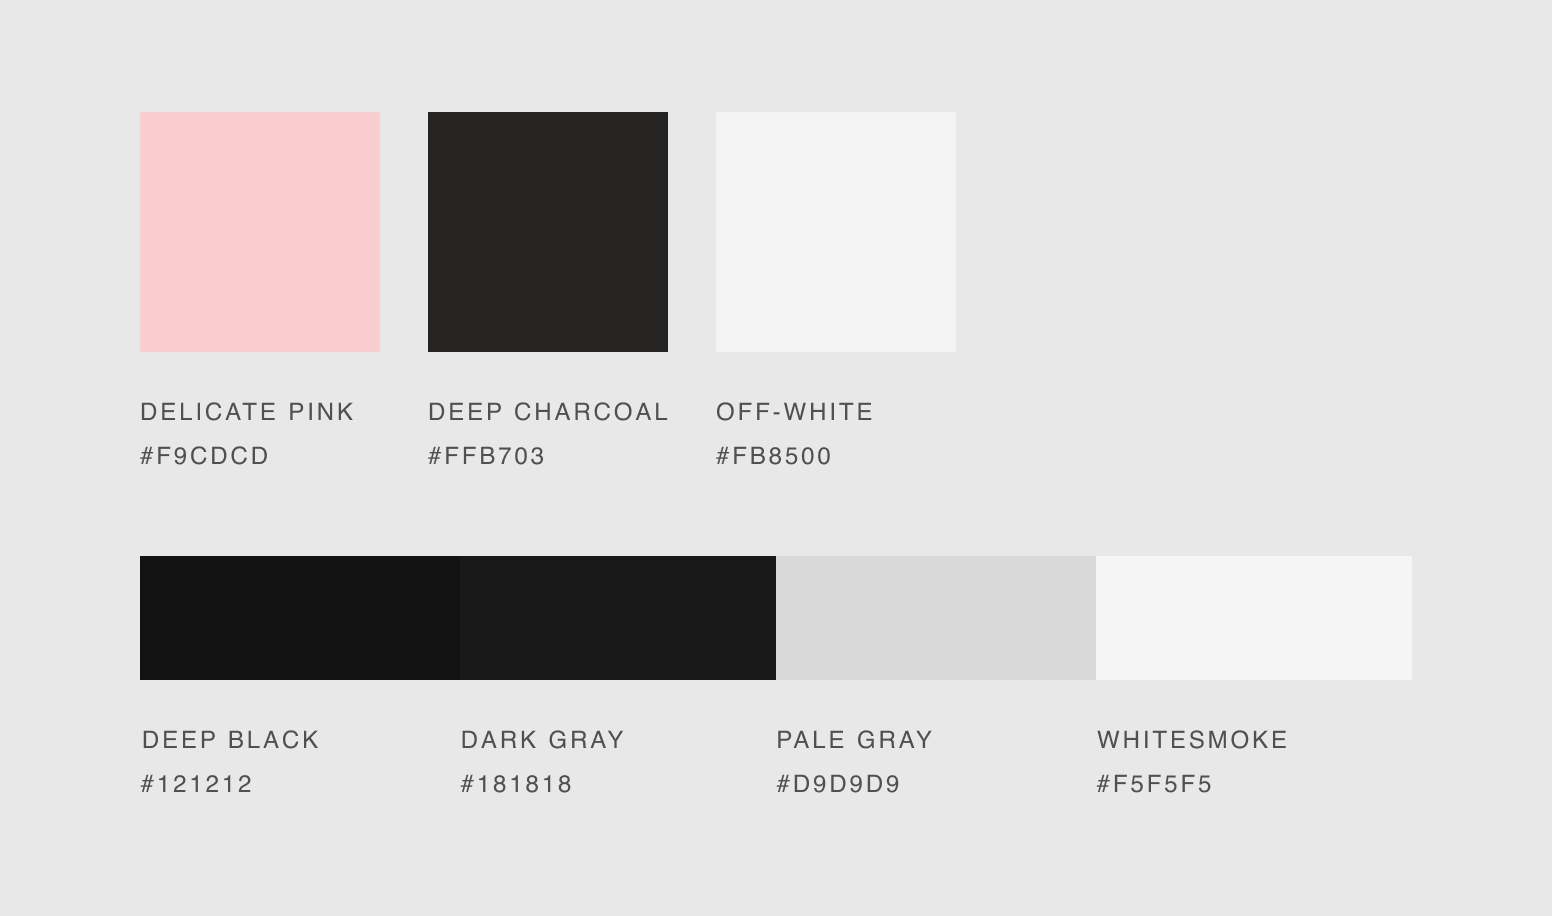 DELICATE PINK
#F9CDCD
DEEP CHARCOAL
#FFB703
OFF-WHITE
#FB8500
DEEP BLACK
#121212
DARK GRAY
#181818
PALE GRAY
#D9D9D9
WHITESMOKE
#F5F5F5